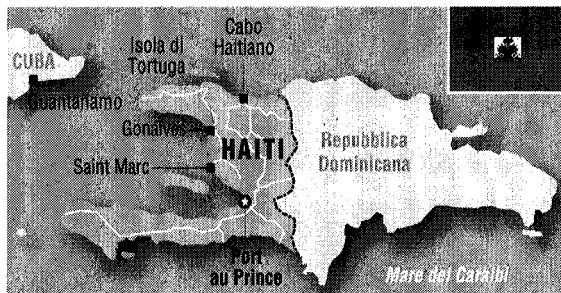 CUBA
Guantanamo
Isola di
Tortuga
Cabo
Haitiano
Gonaives
HAITI
Saint Marc
Port
au Prince
Repubblica
Dominicana
Mare dei Caraibi